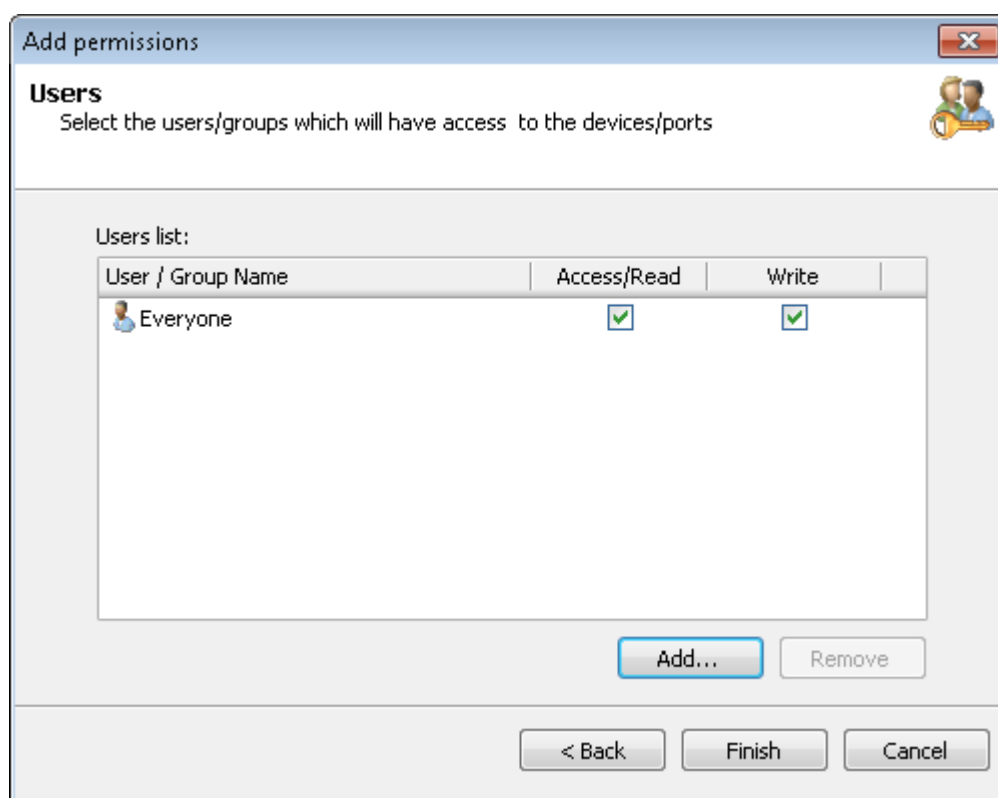 Add permissions
Users
Select the users/groups which will have access  to the devices/ports
Users list:
User / Group Name Access/Read Write
Everyone
Add... Remove
< Back Finish Cancel